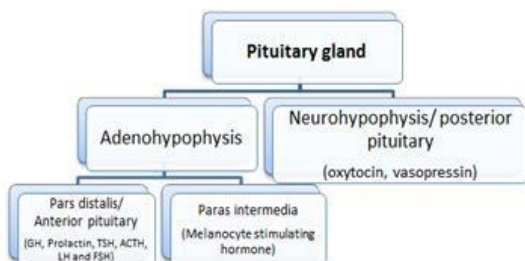 Pituitary gland
Adenohypophysis
Neurohypophysis/ posterior
pituitary
(oxytocin, vasopressin)
Pars distalis/
Anterior pituitary
(GH, Prolactin, TSH, ACTH,
LH and FSH)
Paras intermedia
(Melanocyte stimulating
hormone)